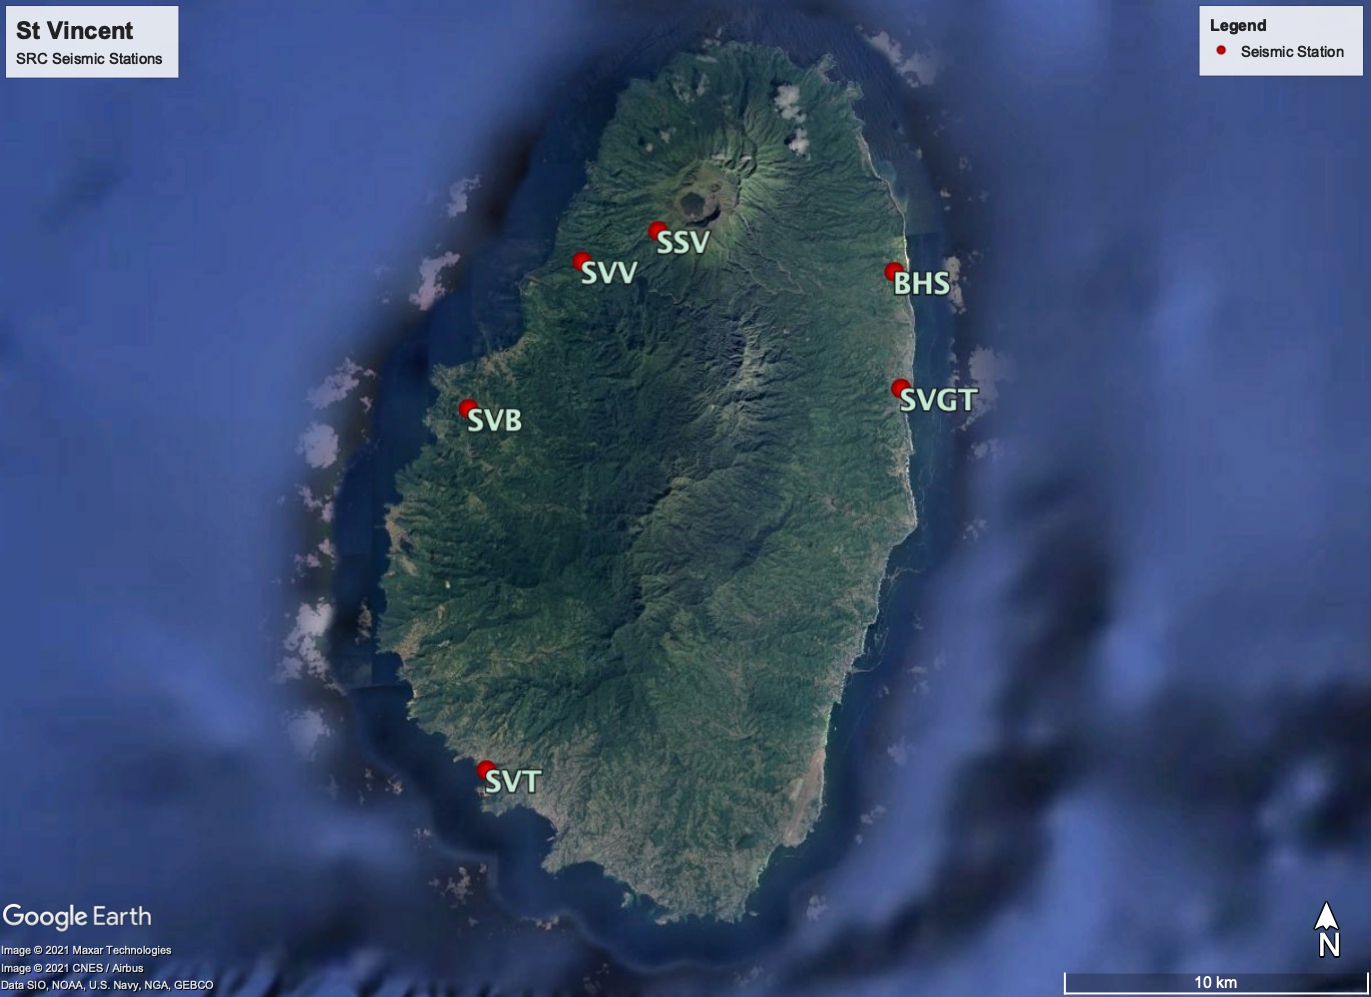 St Vincent
SRC Seismic Stations
Legend
Seismic Station
SSV
SVV
BHS
SVGT
SVB
SVT
Google Earth
Image © 2021 Maxar Technologies
Image © 2021 CNES / Airbus
Data SIO, NOAA, U.S. Navy, NGA, GEBCO
N
10 km